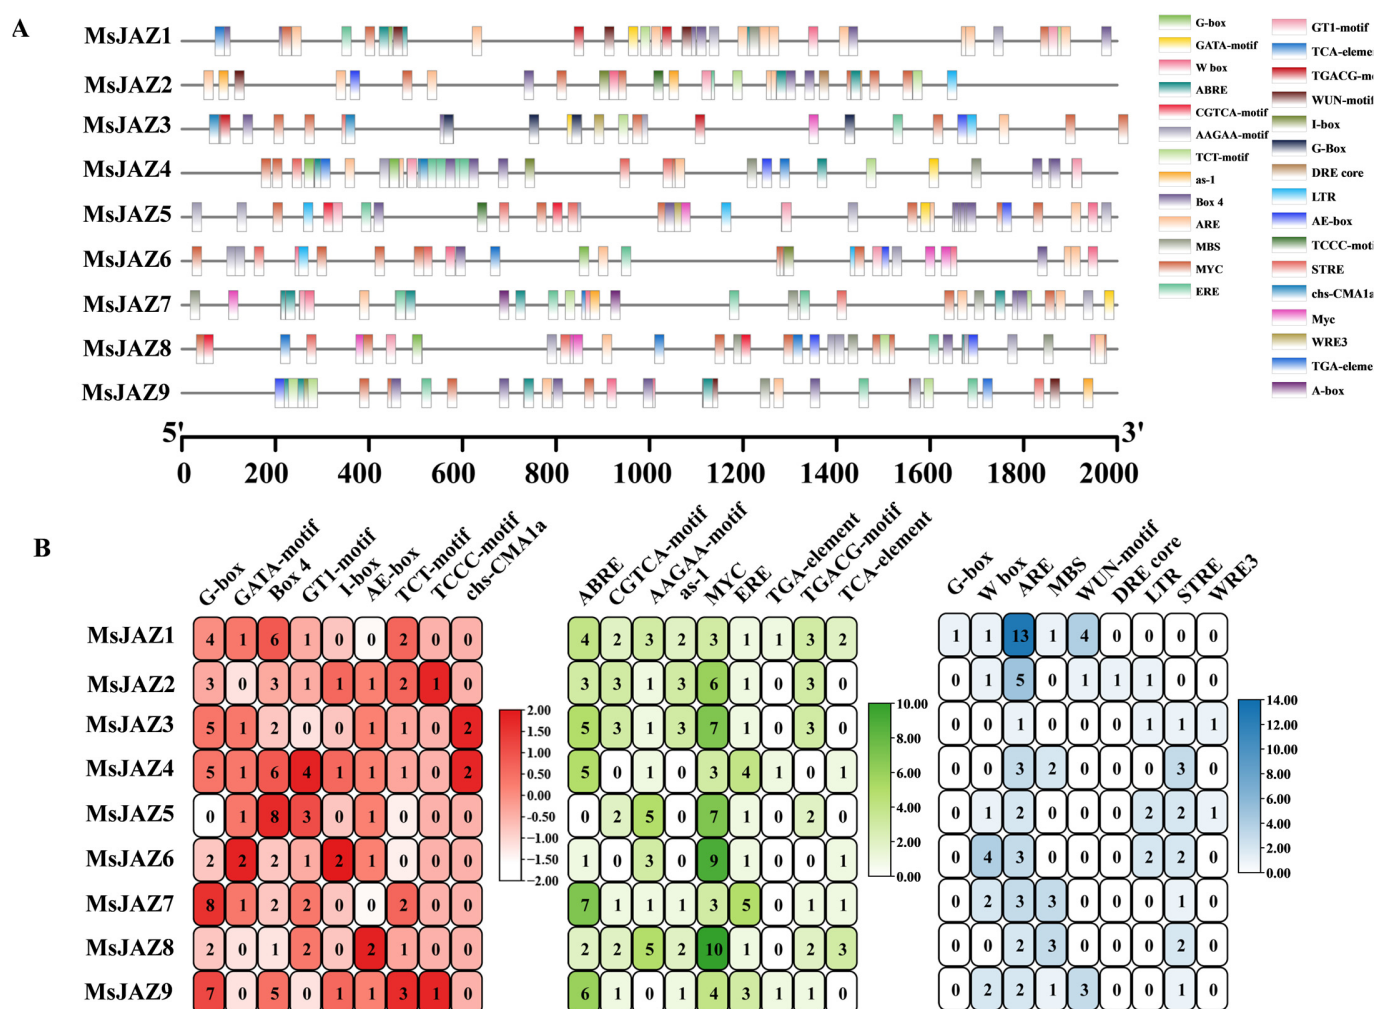 A
MsJAZ1
MsJAZ2
MsJAZ3
MsJAZ4
MsJAZ5
MsJAZ6
MsJAZ7
MsJAZ8
MsJAZ9
5' 3'
0 200 400 600 800 1000 1200 1400 1600 1800 2000
G-box
GATA-motif
W box
ABRE
CGTCA-motif
AAGAA-motif
TCT-motif
as-1
Box 4
ARE
MBS
MYC
ERE
GT1-motif
TCA-eleme
TGACG-m
WUN-motif
I-box
G-Box
DRE core
LTR
AE-box
TCCC-moti
STRE
chs-CMA1a
Myc
WRE3
TGA-eleme
A-box
B
G-box GATA-motif Box 4 GT1-motif I-box AE-box TCT-motif TCCC-motif chs-CMA1a
ABRE CGTCA-motif AAGAA-motif as-1 MYC ERE TGA-element TGACG-motif TCA-element
G-box W box ARE MBS WUN-motif DRE core LTR STRE WRE3
MsJAZ1 4 1 6 1 0 0 2 0 0 4 2 3 2 3 1 1 3 2 1 1 13 1 4 0 0 0 0
MsJAZ2 3 0 3 1 1 1 2 1 0 3 3 1 3 6 1 0 3 0 0 1 5 0 1 1 1 0 0
MsJAZ3 5 1 2 0 0 1 1 0 2 5 3 1 3 7 1 0 3 0 0 0 1 0 0 0 1 1 1
MsJAZ4 5 1 6 4 1 1 1 0 2 5 0 1 0 3 4 1 0 1 0 0 3 2 0 0 0 3 0
MsJAZ5 0 1 8 3 0 1 0 0 0 0 2 5 0 7 1 0 2 0 0 1 2 0 0 0 2 2 1
MsJAZ6 2 2 2 1 2 1 0 0 0 1 0 3 0 9 1 0 0 1 0 4 3 0 0 0 2 2 0
MsJAZ7 8 1 2 2 0 0 2 0 0 7 1 1 1 3 5 0 1 1 0 2 3 3 0 0 0 1 0
MsJAZ8 2 0 1 2 0 2 1 0 0 2 2 5 2 10 1 0 2 3 0 0 2 3 0 0 0 2 0
MsJAZ9 7 0 5 0 1 1 3 1 0 6 1 0 1 4 3 1 1 0 0 2 2 1 3 0 0 1 0
2.00
1.50
1.00
0.50
0.00
-0.50
-1.00
-1.50
-2.00
10.00
8.00
6.00
4.00
2.00
0.00
14.00
12.00
10.00
8.00
6.00
4.00
2.00
0.00